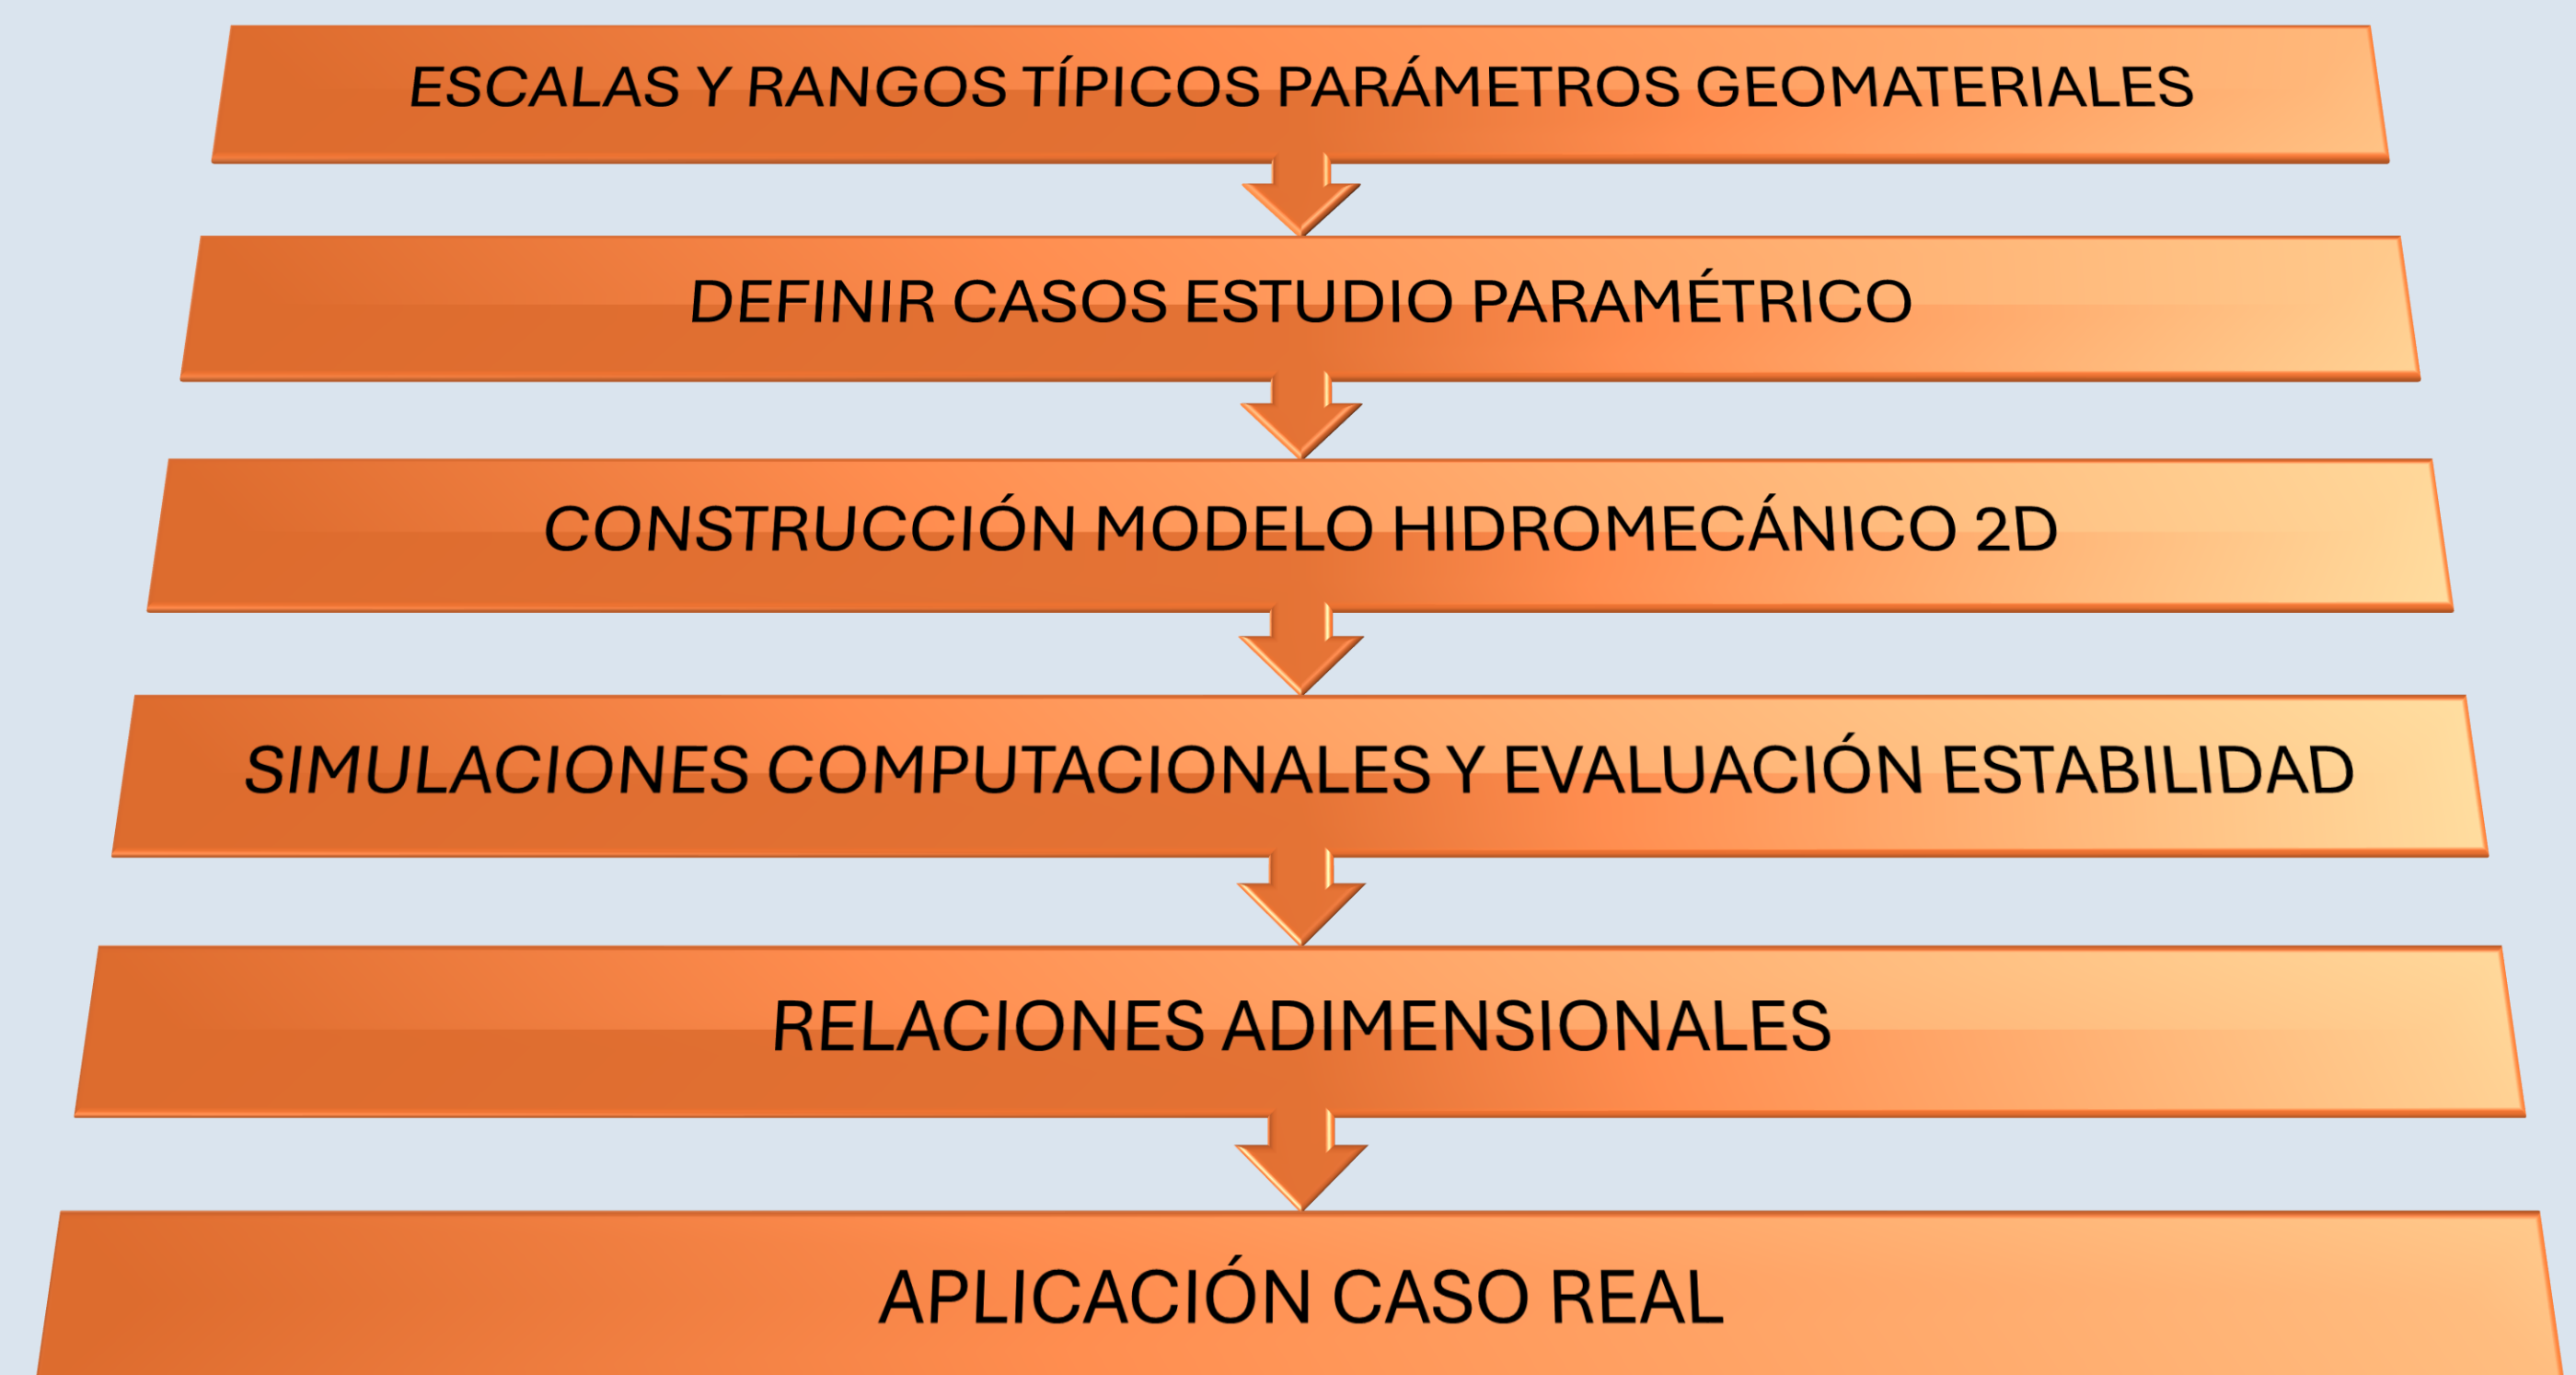 ESCALAS Y RANGOS TÍPICOS PARÁMETROS GEOMATERIALES
DEFINIR CASOS ESTUDIO PARAMÉTRICO
CONSTRUCCIÓN MODELO HIDROMECÁNICO 2D
SIMULACIONES COMPUTACIONALES Y EVALUACIÓN ESTABILIDAD
RELACIONES ADIMENSIONALES
APLICACIÓN CASO REAL